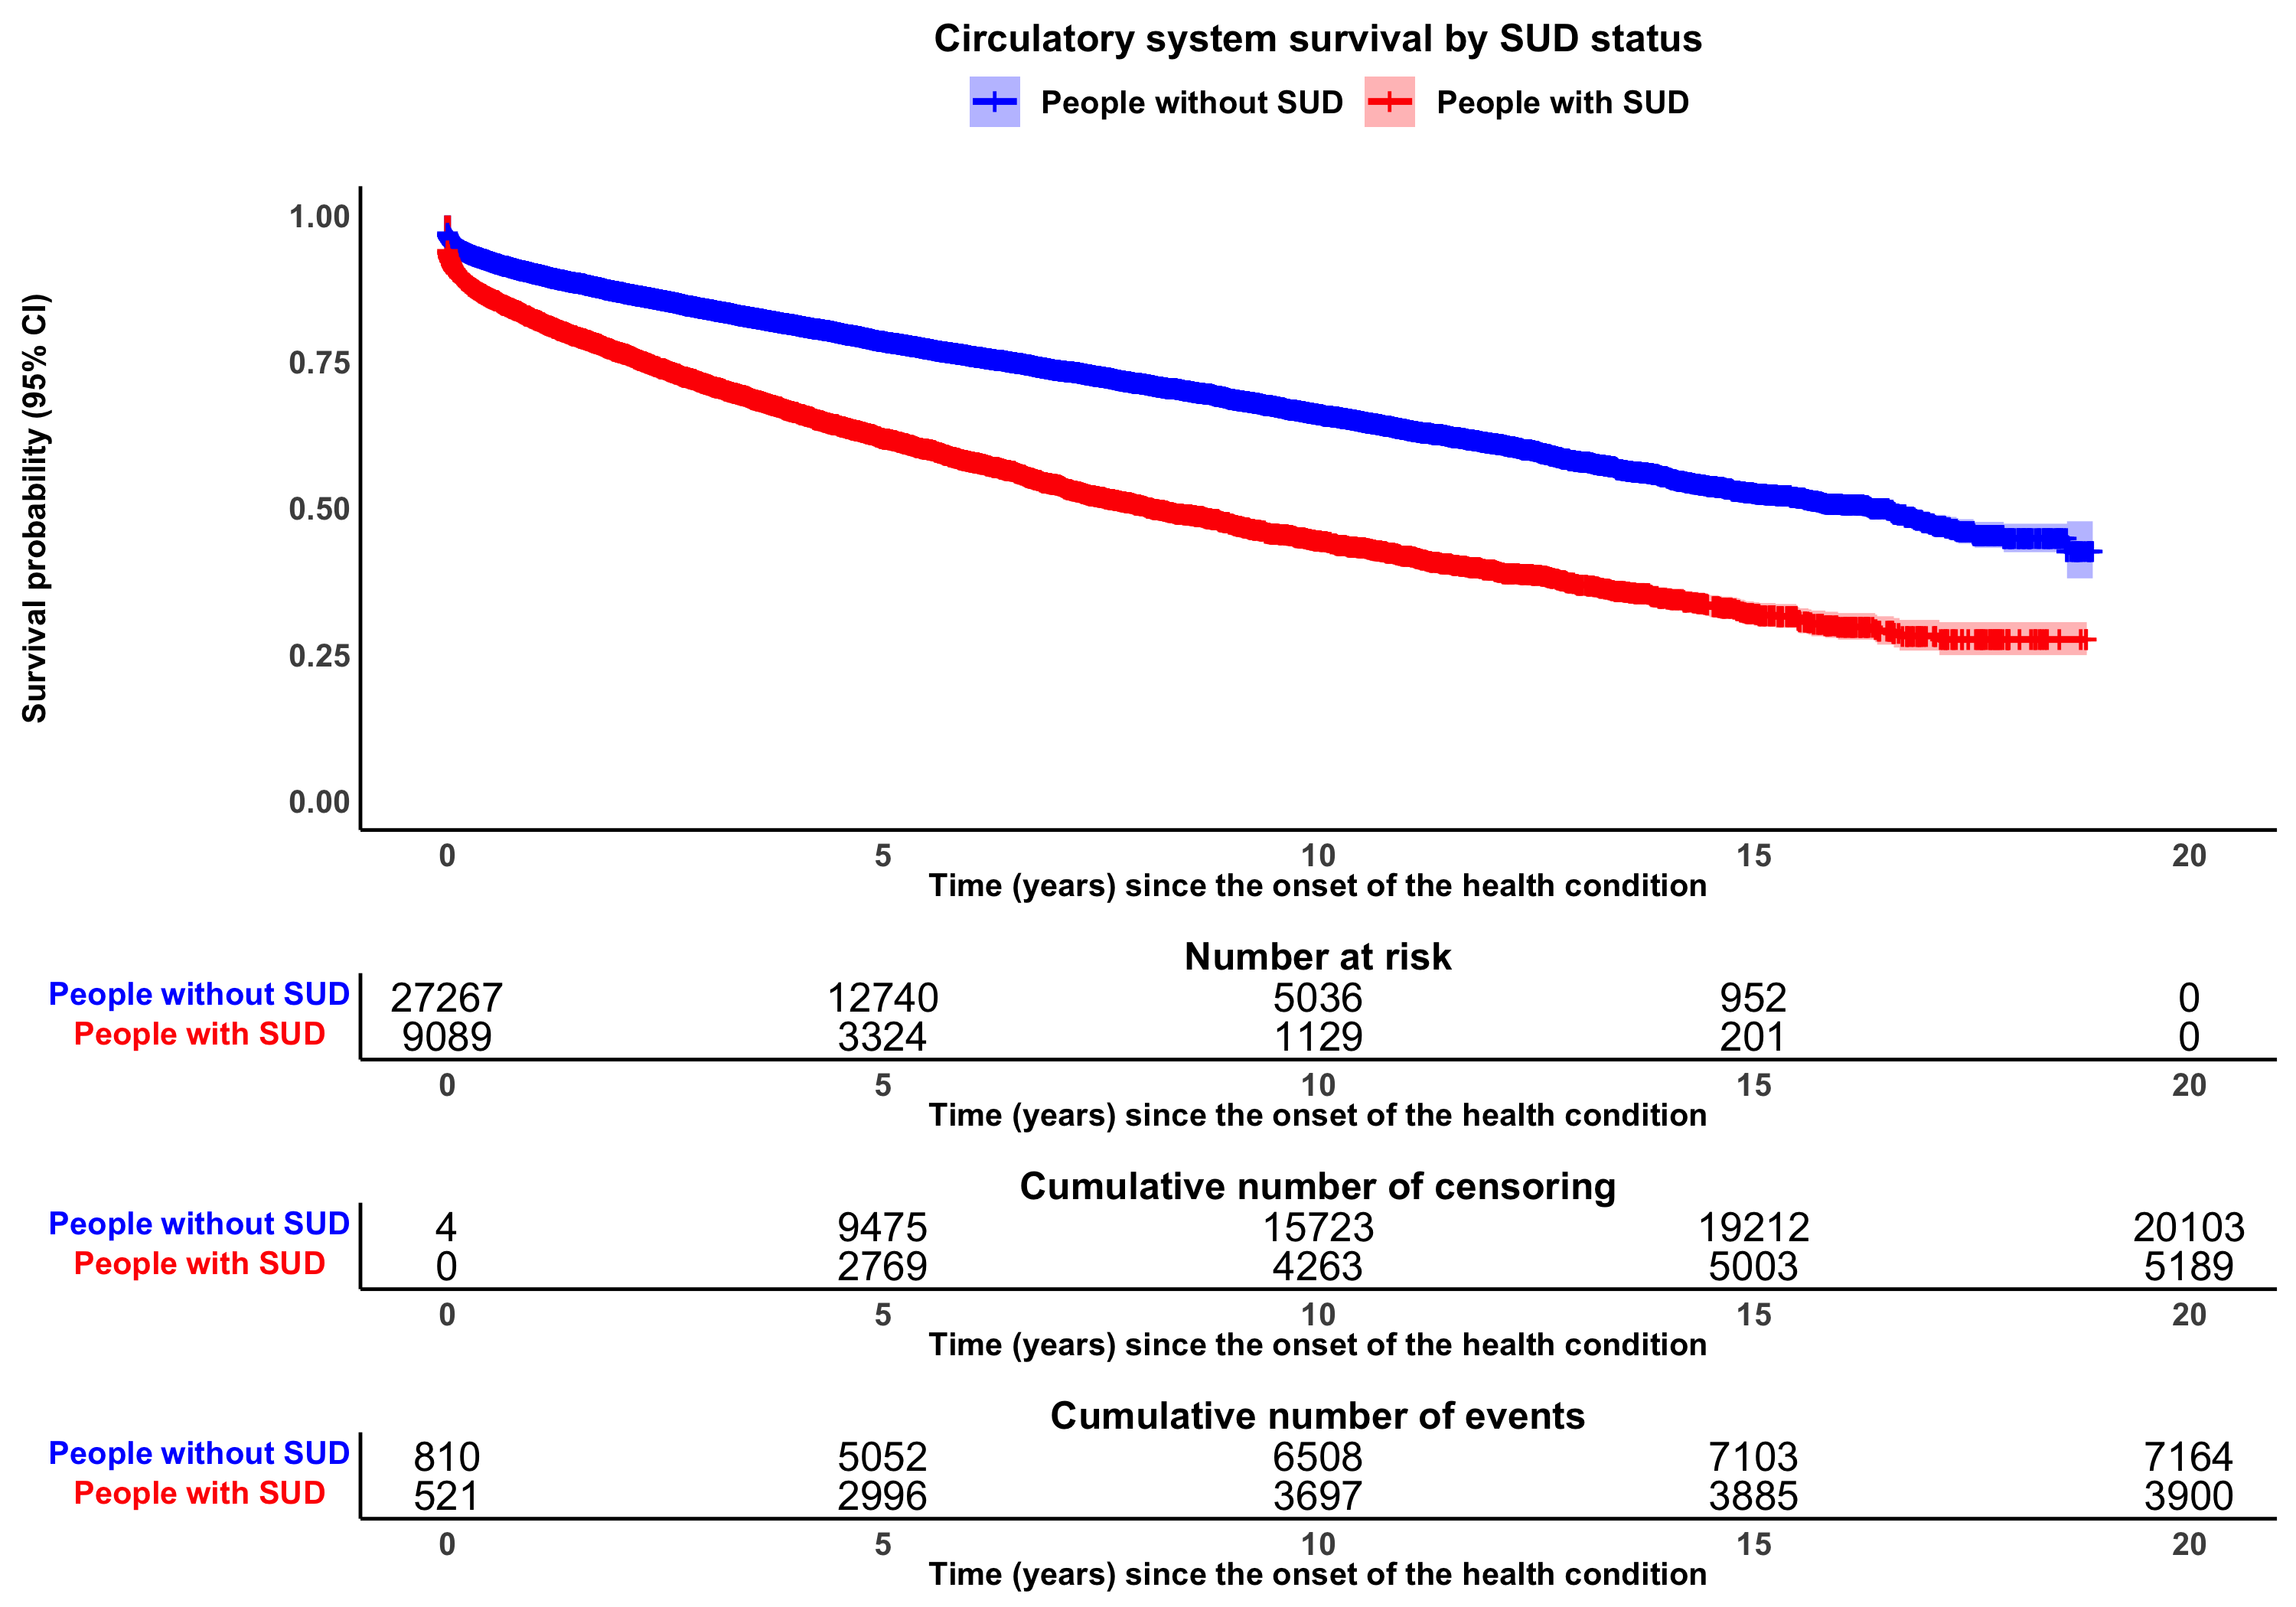 Circulatory system survival by SUD status
People without SUD People with SUD
Survival probability (95% CI)
1.00
0.75
0.50
0.25
0.00
0 5 10 15 20
Time (years) since the onset of the health condition
Number at risk
People without SUD 27267 12740 5036 952 0
People with SUD 9089 3324 1129 201 0
0 5 10 15 20
Time (years) since the onset of the health condition
Cumulative number of censoring
People without SUD 4 9475 15723 19212 20103
People with SUD 0 2769 4263 5003 5189
0 5 10 15 20
Time (years) since the onset of the health condition
Cumulative number of events
People without SUD 810 5052 6508 7103 7164
People with SUD 521 2996 3697 3885 3900
0 5 10 15 20
Time (years) since the onset of the health condition